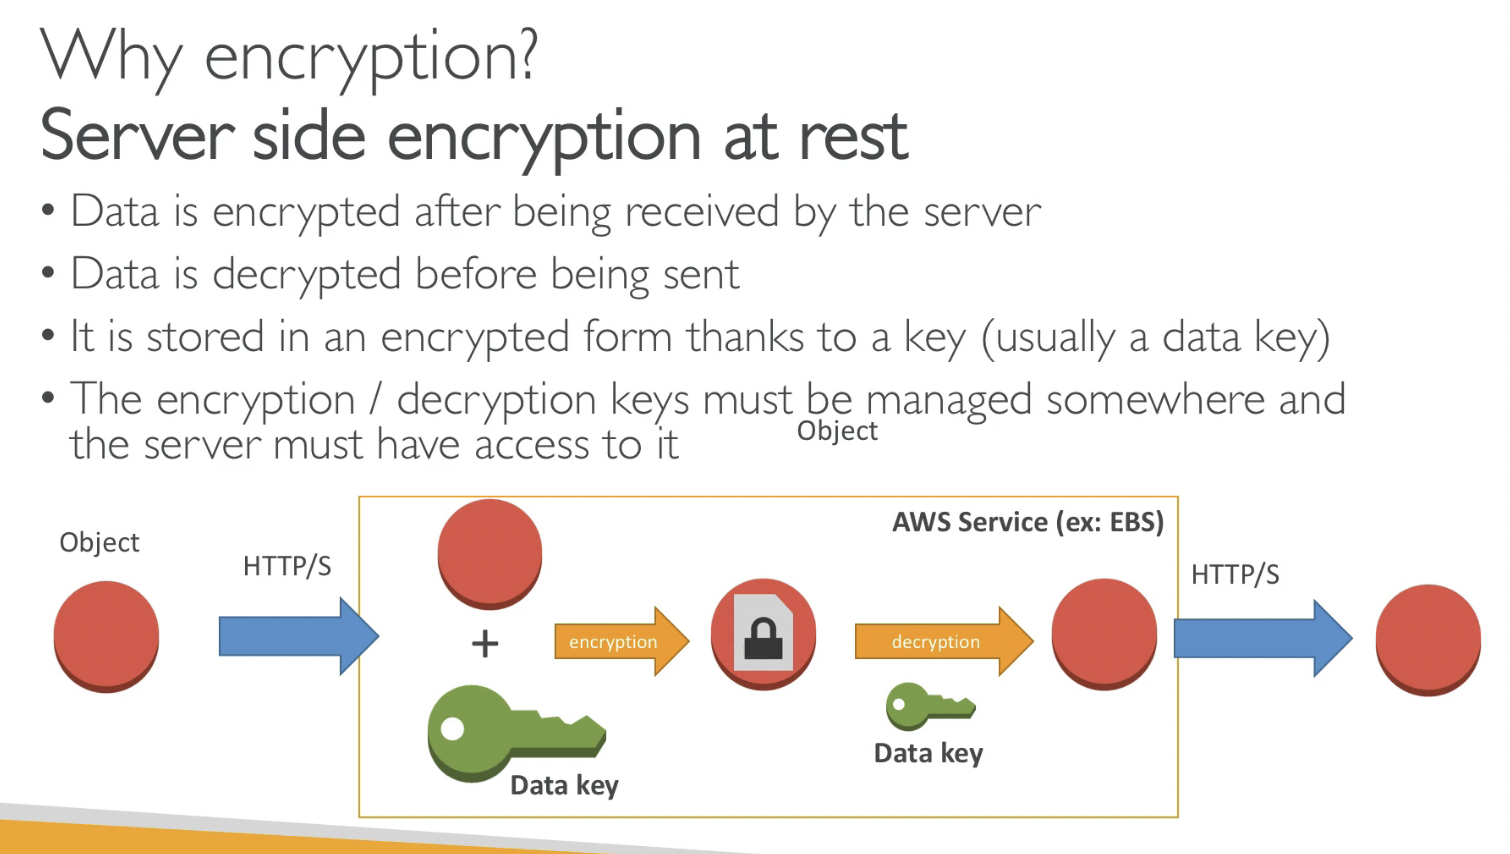 Why encryption?
Server side encryption at rest
• Data is encrypted after being received by the server
• Data is decrypted before being sent
• It is stored in an encrypted form thanks to a key (usually a data key)
• The encryption / decryption keys must be managed somewhere and
the server must have access to it
Object
Object
HTTP/S
AWS Service (ex: EBS)
HTTP/S
+
encryption
decryption
Data key
Data key